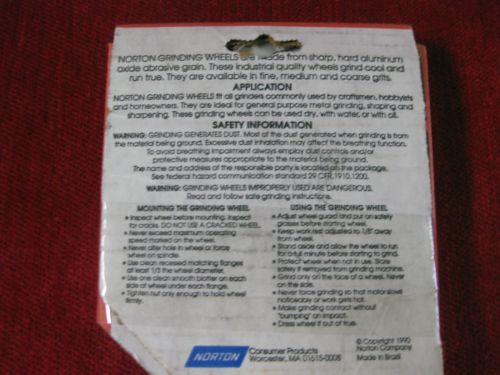 NORTON GRINDING WHEELS are made from sharp, hard aluminum
oxide abrasive grain. These industrial quality wheels grind cool and
run true. They are available in fine, medium and coarse grits.
APPLICATION
NORTON GRINDING WHEELS fit all grinders commonly used by craftsmen, hobbyists
and homeowners. They are ideal for general purpose metal grinding, shaping and
sharpening. These grinding wheels can be used dry, with water, or with oil.
SAFETY INFORMATION
WARNING: GRINDING GENERATES DUST. Most of the dust generated when grinding is from
the material being ground. Excessive dust inhalation may affect the breathing function.
To avoid breathing impairment always employ dust controls and/or
protective measures appropriate to the material being ground.
The name and address of the responsible party is located on the package.
See federal hazard communication standard 29 CFR.1910.1200.
WARNING: GRINDING WHEELS IMPROPERLY USED ARE DANGEROUS.
Read and follow safe grinding instructions.
MOUNTING THE GRINDING WHEEL
• Inspect wheel before mounting. Inspect
for cracks. DO NOT USE A CRACKED WHEEL.
• Never exceed maximum operating
speed marked on the wheel.
• Never alter hole in wheel or force
wheel on spindle.
• Use clean recessed matching flanges
at least 1/3 the wheel diameter.
• Use one clean smooth blotter on each
side of wheel under each flange.
• Tighten nut only enough to hold wheel
firmly.
USING THE GRINDING WHEEL
• Adjust wheel guard and put on safety
glasses before starting wheel.
• Keep work rest adjusted to 1/8" away
from wheel.
• Stand aside and allow the wheel to run
for a full minute before starting to grind.
• Protect wheel when not in use. Store
safely if removed from grinding machine.
• Grind only on the face of a wheel. Never
on the side.
• Never force grinding so that motor slows
noticeably or work gets hot.
• Make grinding contract without
"bumping" on impact.
• Dress wheel if out of true.
NORTON
Consumer Products
Worcester, MA 01615-0008
© Copyright 1990
Norton Company
Made in Brazil